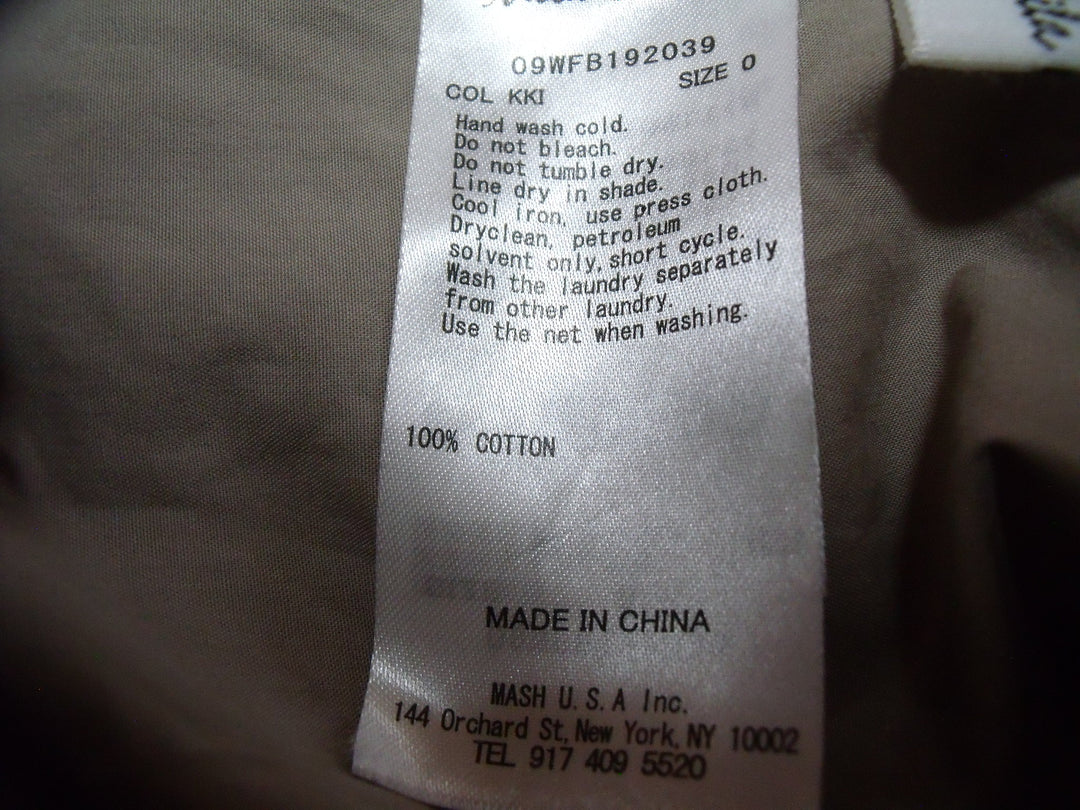 09WFB192039
SIZE 0
COL KKI
Hand wash cold.
Do not bleach.
Do not tumble dry.
Line dry in shade.
Cool iron, use press cloth.
Dryclean, petroleum
solvent only, short cycle.
Wash the laundry separately
from other laundry.
Use the net when washing.
100% COTTON
MADE IN CHINA
MASH U.S.A Inc.
144 Orchard St, New York, NY 10002
TEL 917 409 5520